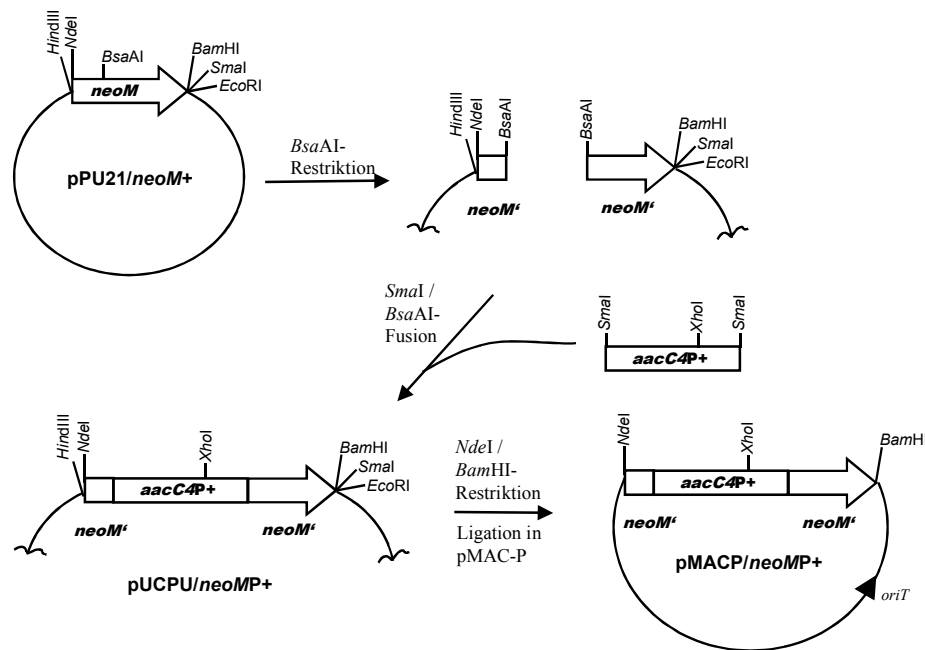 HindIII
NdeI
BsaAI
BamHI
SmaI
EcoRI
neoM
pPU21/neoM+
BsaAI-
Restriktion
HindIII
NdeI
BsaAI
neoM‘
BsaAI
BamHI
SmaI
EcoRI
neoM‘
SmaI /
BsaAI-
Fusion
SmaI
XhoI
SmaI
aacC4P+
HindIII
NdeI
XhoI
BamHI
SmaI
EcoRI
aacC4P+
neoM‘
neoM‘
pUCPU/neoMP+
NdeI /
BamHI-
Restriktion
Ligation in
pMAC-P
NdeI
XhoI
BamHI
aacC4P+
neoM‘
neoM‘
pMACP/neoMP+
oriT